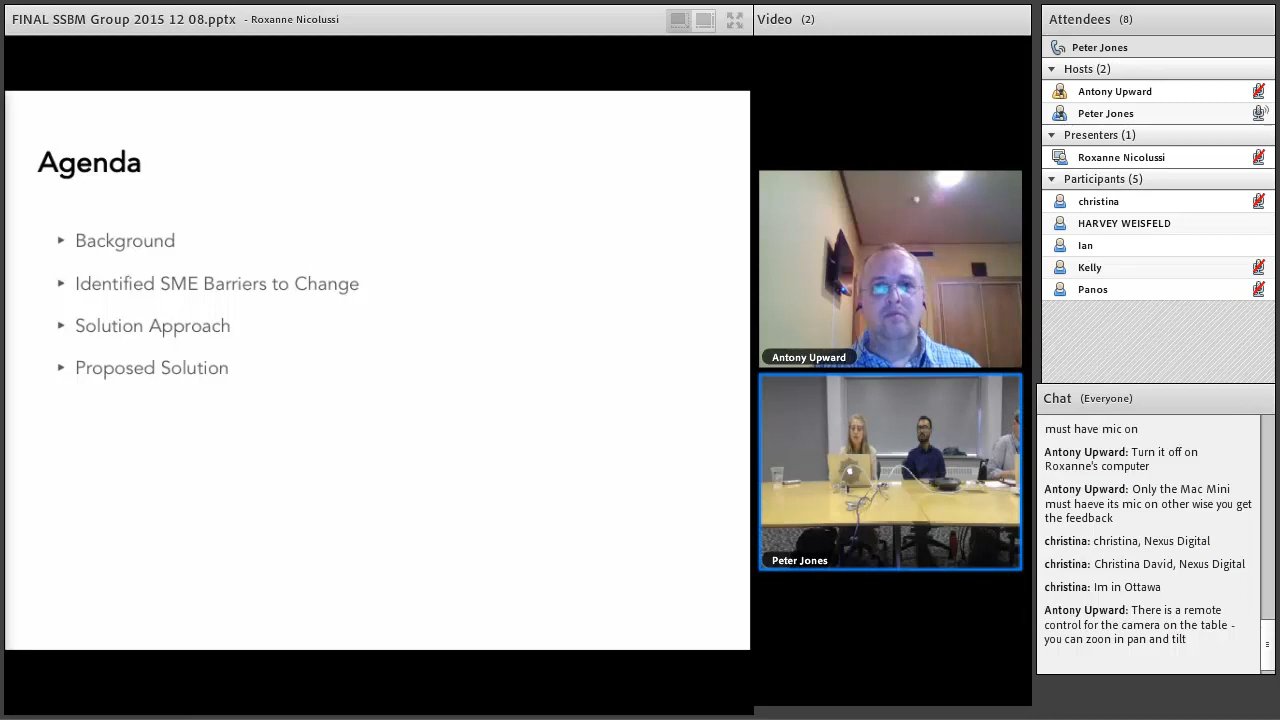 FINAL SSBM Group 2015 12 08.pptx - Roxanne Nicolussi
Agenda
Background
Identified SME Barriers to Change
Solution Approach
Proposed Solution
Video (2)
Antony Upward
Peter Jones
Attendees (8)
Peter Jones
Hosts (2)
Antony Upward
Peter Jones
Presenters (1)
Roxanne Nicolussi
Participants (5)
christina
HARVEY WEISFELD
Ian
Kelly
Panos
Chat (Everyone)
must have mic on
Antony Upward: Turn it off on
Roxanne's computer
Antony Upward: Only the Mac Mini
must haeve its mic on other wise you get
the feedback
christina: christina, Nexus Digital
christina: Christina David, Nexus Digital
christina: Im in Ottawa
Antony Upward: There is a remote
control for the camera on the table -
you can zoon in pan and tilt